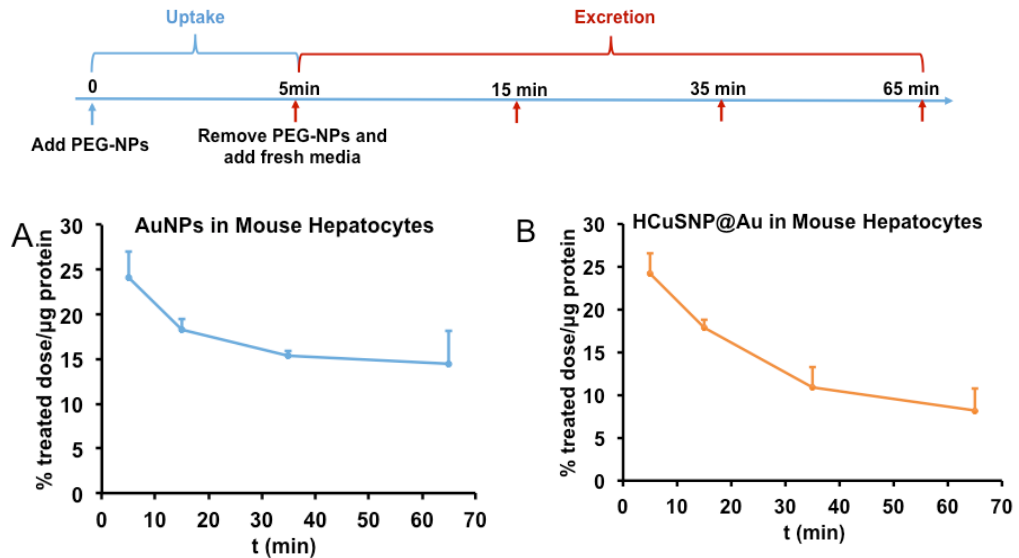 Uptake
Excretion
0
5min
15 min
35 min
65 min
Add PEG-NPs
Remove PEG-NPs and
add fresh media
A
AuNPs in Mouse Hepatocytes
% treated dose/µg protein
30
25
20
15
10
5
0
0 10 20 30 40 50 60 70
t (min)
B
HCuSNP@Au in Mouse Hepatocytes
% treated dose/µg protein
30
25
20
15
10
5
0
0 10 20 30 40 50 60 70
t (min)